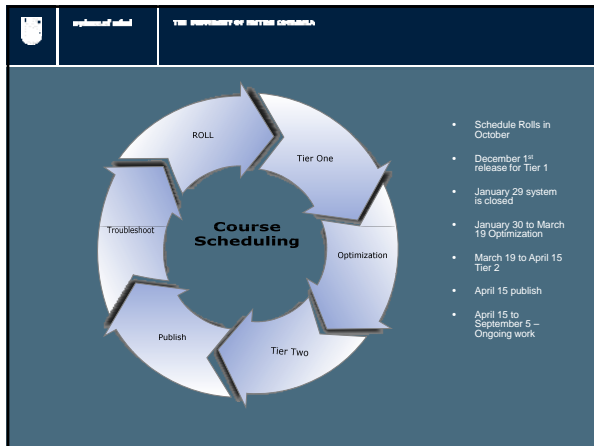 THE UNIVERSITY OF BRITISH COLUMBIA
ROLL
Tier One
Optimization
Tier Two
Publish
Troubleshoot
Course
Scheduling
• Schedule Rolls in
October
• December 1st
release for Tier 1
• January 29 system
is closed
• January 30 to March
19 Optimization
• March 19 to April 15
Tier 2
• April 15 publish
• April 15 to
September 5 –
Ongoing work